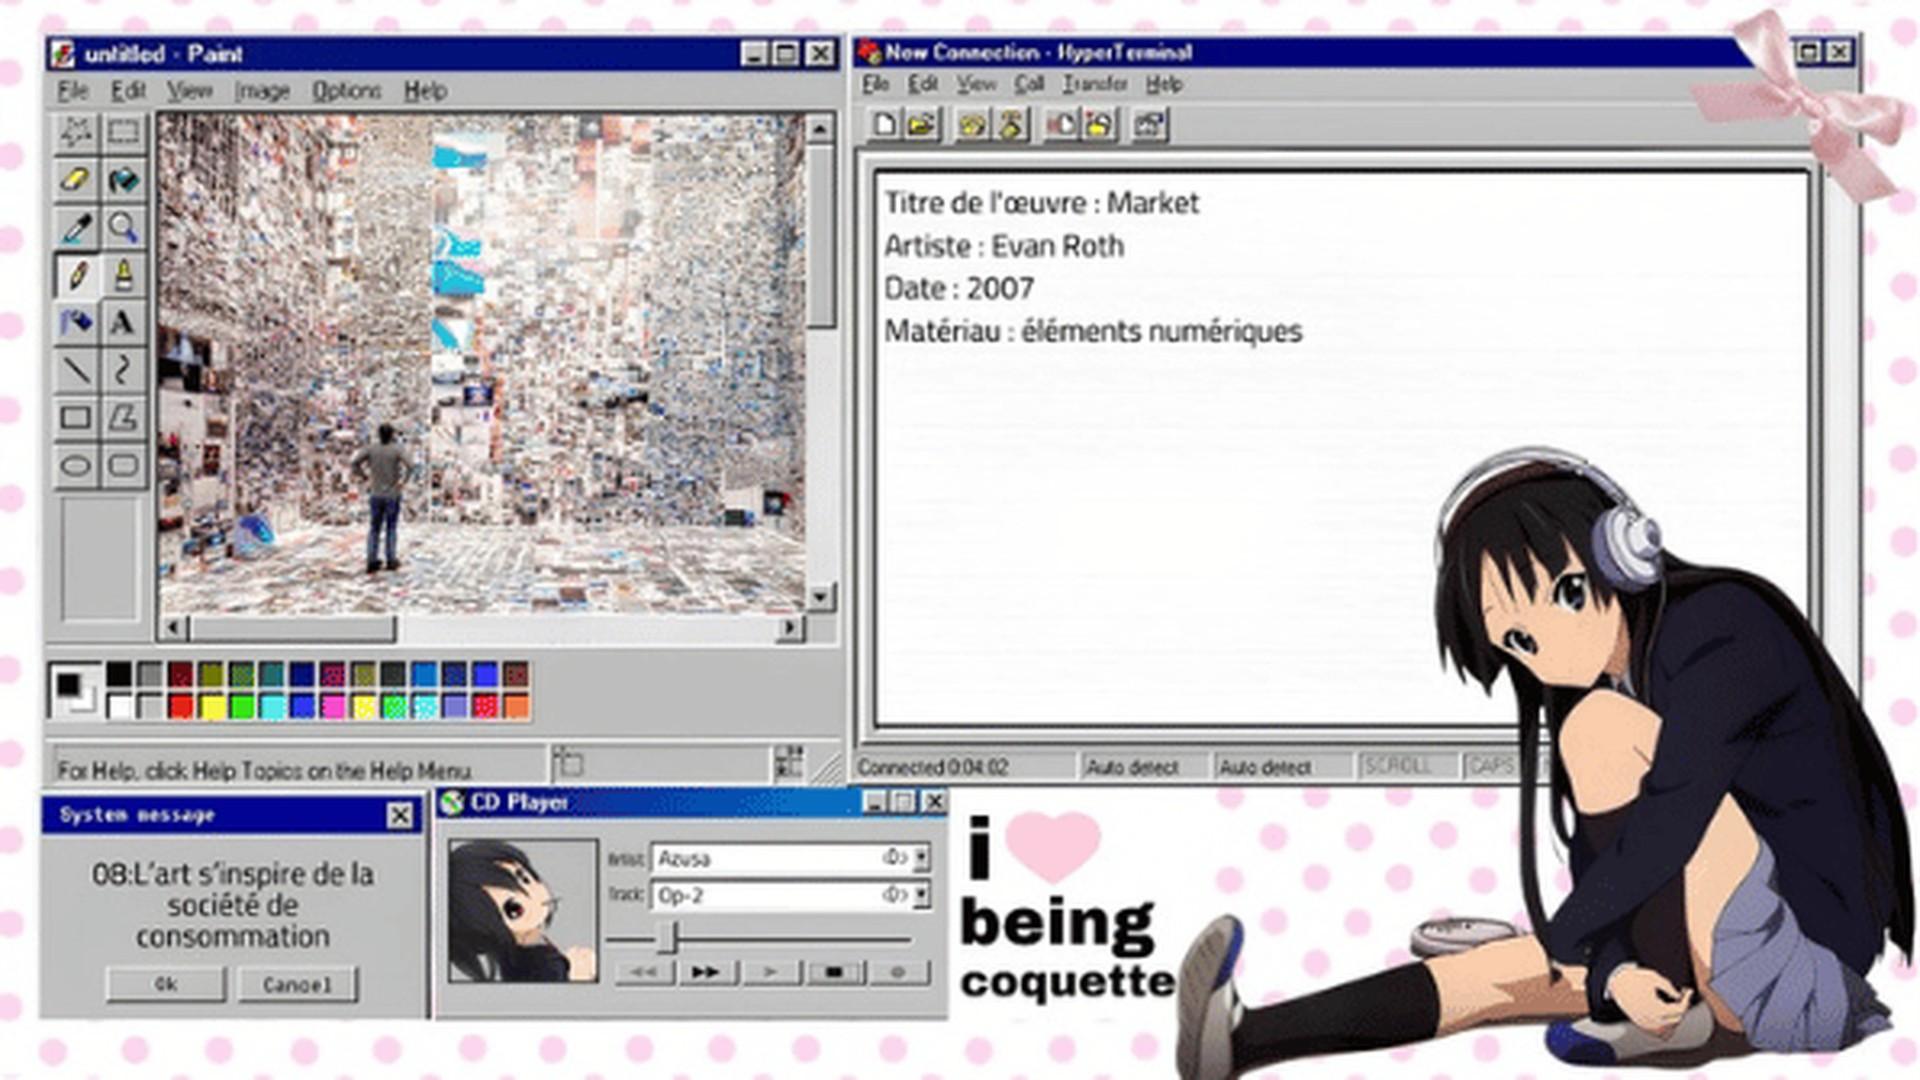 untitled - Paint
File Edit View Image Options Help
For Help, click Help Topics on the Help Menu.
New Connection - HyperTerminal
File Edit View Call Transfer Help
Titre de l'œuvre : Market
Artiste : Evan Roth
Date : 2007
Matériau : éléments numériques
Connected 0:04:02 Auto detect Auto detect SCROLL CAPS
System message
08:L'art s'inspire de la
société de
consommation
Ok Cancel
CD Player
Artist: Azusa <D>
Track: Op-2 <D>
i
being
coquette